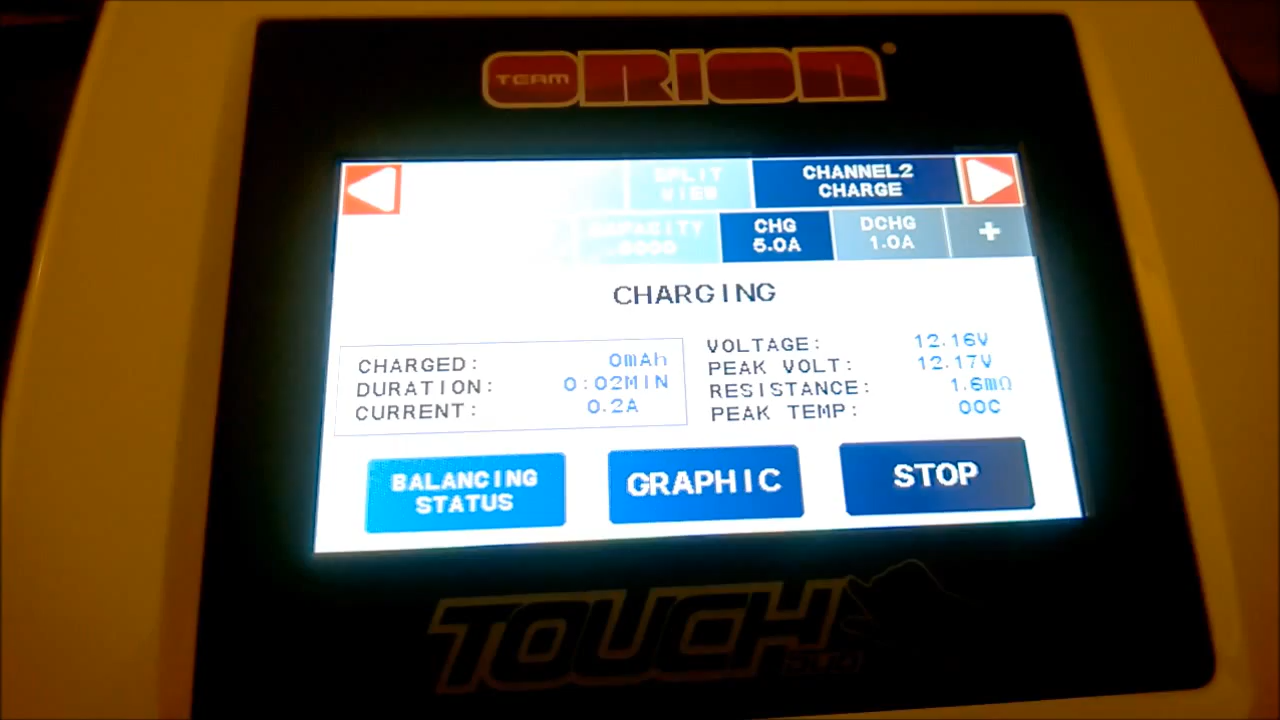 TEAM ORION
SPLIT
VIEW
CHANNEL2
CHARGE
CAPACITY
CHG
5.0A
DCHG
1.0A
+
CHARGING
CHARGED: 0mAh
DURATION: 0:02MIN
CURRENT: 0.2A
VOLTAGE: 12.16V
PEAK VOLT: 12.17V
RESISTANCE: 1.6mΩ
PEAK TEMP: 00C
BALANCING
STATUS
GRAPHIC
STOP
TOUCH
DUO